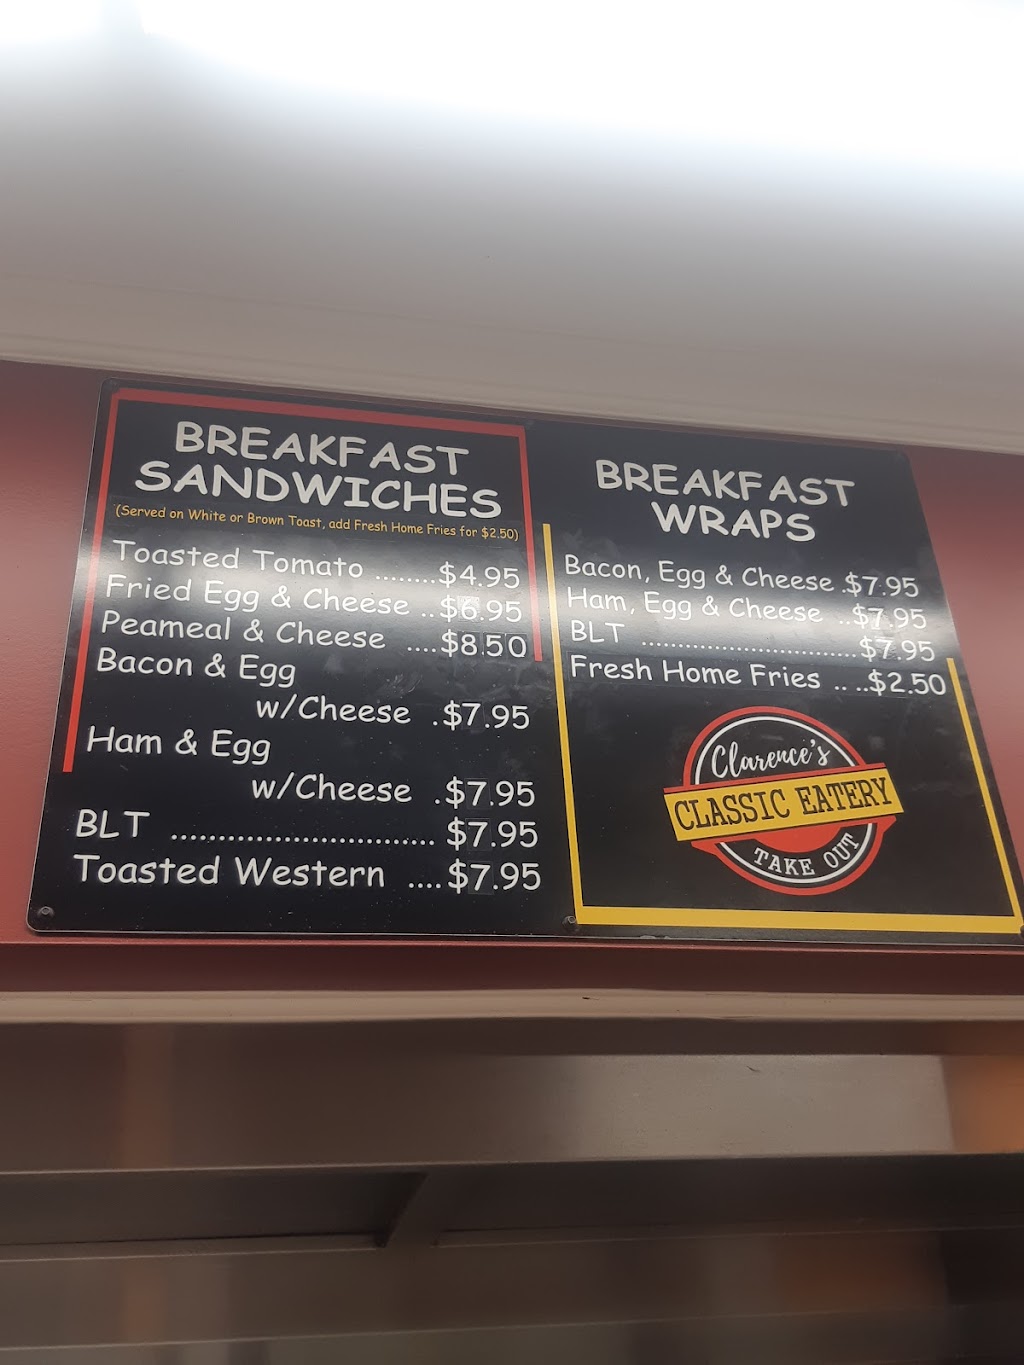 BREAKFAST
SANDWICHES
(Served on White or Brown Toast, add Fresh Home Fries for $2.50)
Toasted Tomato ........$4.95
Fried Egg & Cheese ..$6.95
Peameal & Cheese ....$8.50
Bacon & Egg
w/Cheese .$7.95
Ham & Egg
w/Cheese .$7.95
BLT ............................. $7.95
Toasted Western ....$7.95
BREAKFAST
WRAPS
Bacon, Egg & Cheese .$7.95
Ham, Egg & Cheese ..$7.95
BLT ................................$7.95
Fresh Home Fries .. ..$2.50
Clarence's
CLASSIC EATERY
TAKE OUT